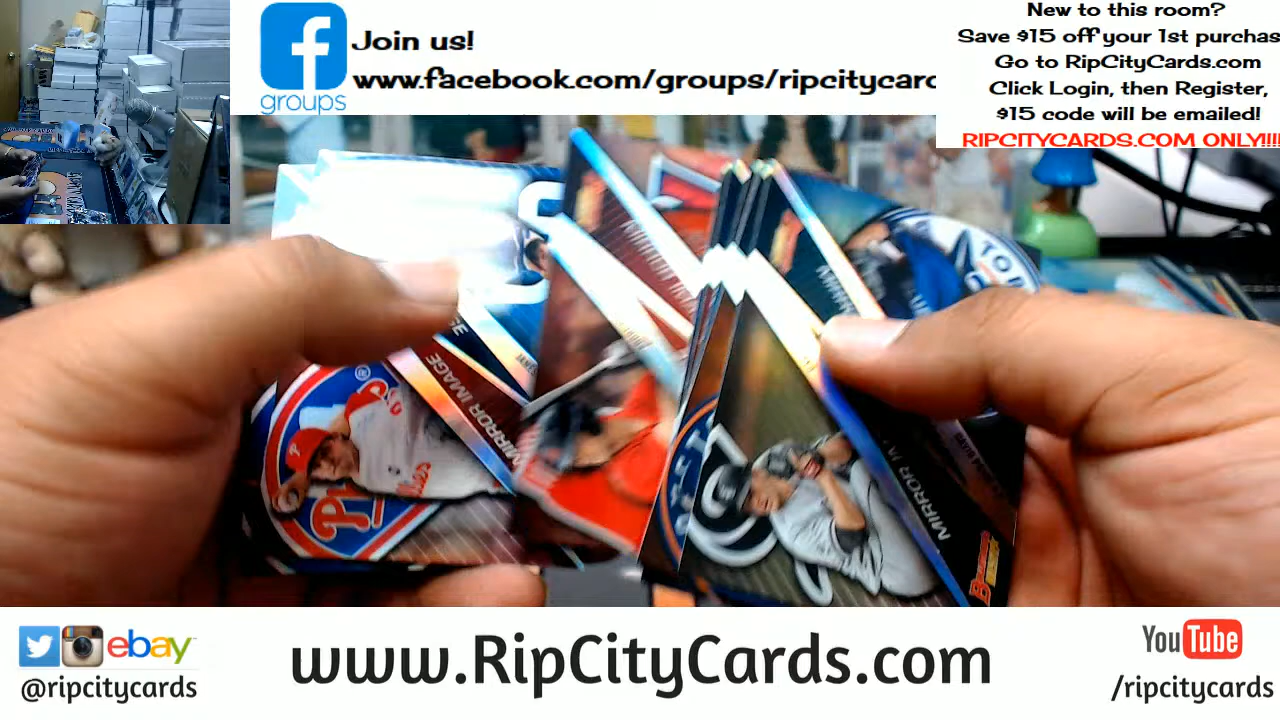 Join us!
www.facebook.com/groups/ripcitycarc
groups
New to this room?
Save $15 off your 1st purchas
Go to RipCityCards.com
Click Login, then Register,
$15 code will be emailed!
RIPCITYCARDS.COM ONLY!!!!
MIRROR IMAGE
MIRROR
ebay
@ripcitycards
www.RipCityCards.com
YouTube
/ripcitycards